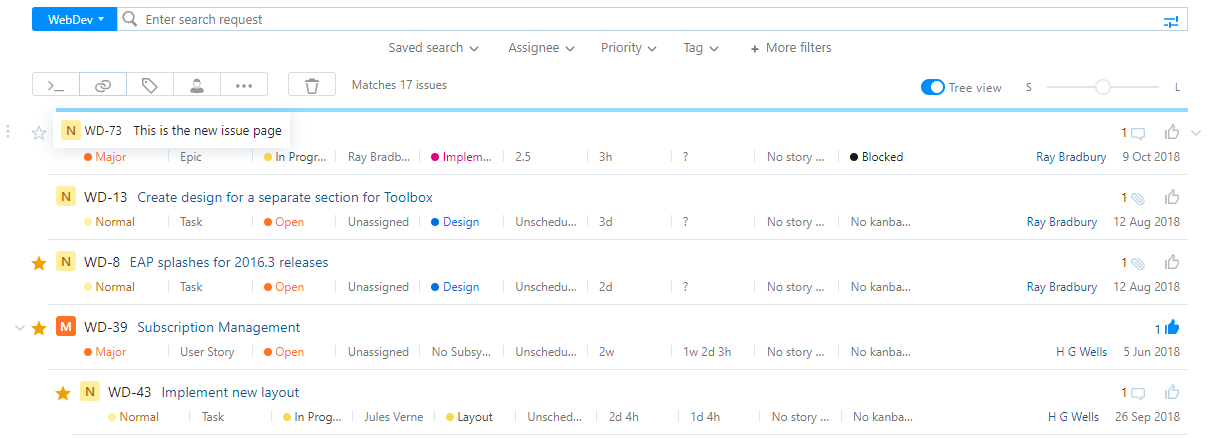 WebDev Enter search request
Saved search Assignee Priority Tag + More filters
Matches 17 issues Tree view S L
N WD-73 This is the new issue page 1
Major Epic In Progr... Ray Bradb... Implem... 2.5 3h ? No story ... Blocked Ray Bradbury 9 Oct 2018
N WD-13 Create design for a separate section for Toolbox 1
Normal Task Open Unassigned Design Unschedu... 3d ? No story ... No kanba... Ray Bradbury 12 Aug 2018
N WD-8 EAP splashes for 2016.3 releases 1
Normal Task Open Unassigned Design Unschedu... 2d ? No story ... No kanba... Ray Bradbury 12 Aug 2018
M WD-39 Subscription Management 1
Major User Story Open Unassigned No Subsy... Unschedu... 2w 1w 2d 3h No story ... No kanba... H G Wells 5 Jun 2018
N WD-43 Implement new layout 1
Normal Task In Prog... Jules Verne Layout Unsched... 2d 4h 1d 4h No story ... No kanba... H G Wells 26 Sep 2018